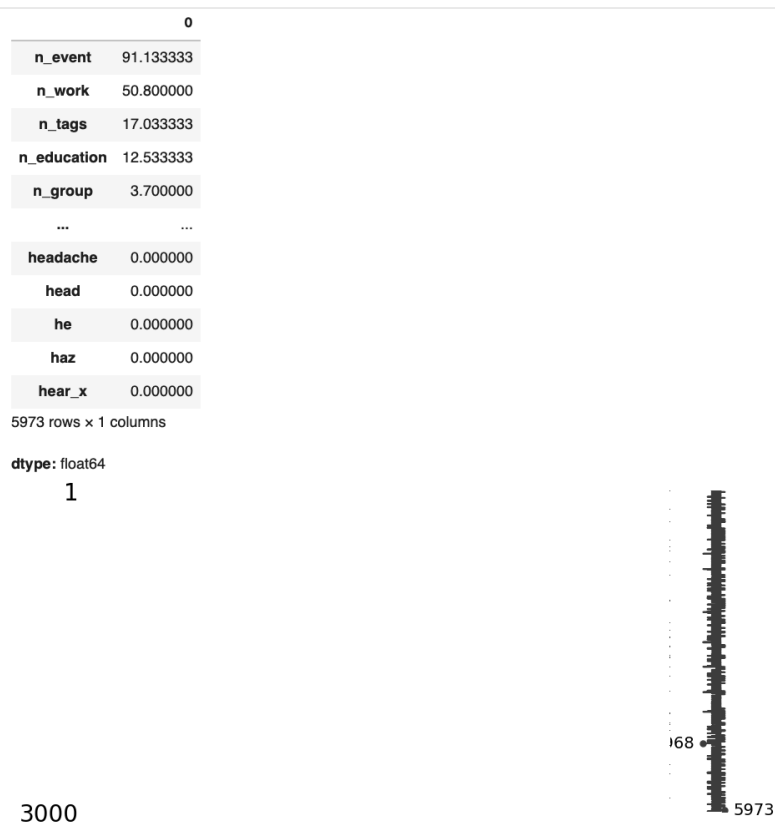 0
n_event 91.133333
n_work 50.800000
n_tags 17.033333
n_education 12.533333
n_group 3.700000
... ...
headache 0.000000
head 0.000000
he 0.000000
haz 0.000000
hear_x 0.000000
5973 rows × 1 columns
dtype: float64
1
68
3000
5973